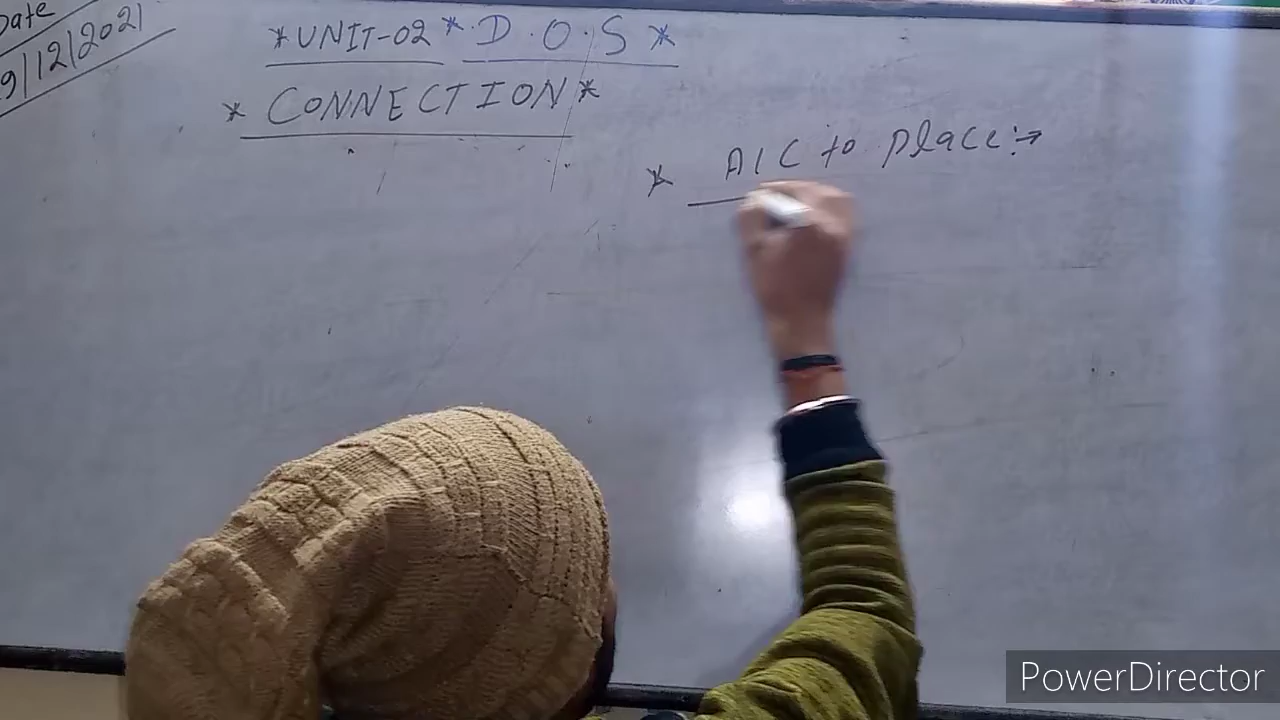 Date
9/12/2021
*UNIT-02 * D.O.S *
* CONNECTION *
* A/C to place:→
PowerDirector